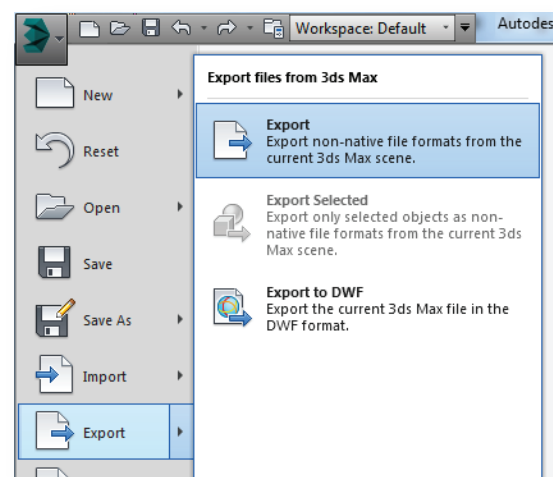 Workspace: Default
Autodes
New
Reset
Open
Save
Save As
Import
Export
Export files from 3ds Max
Export
Export non-native file formats from the
current 3ds Max scene.
Export Selected
Export only selected objects as non-
native file formats from the current 3ds
Max scene.
Export to DWF
Export the current 3ds Max file in the
DWF format.